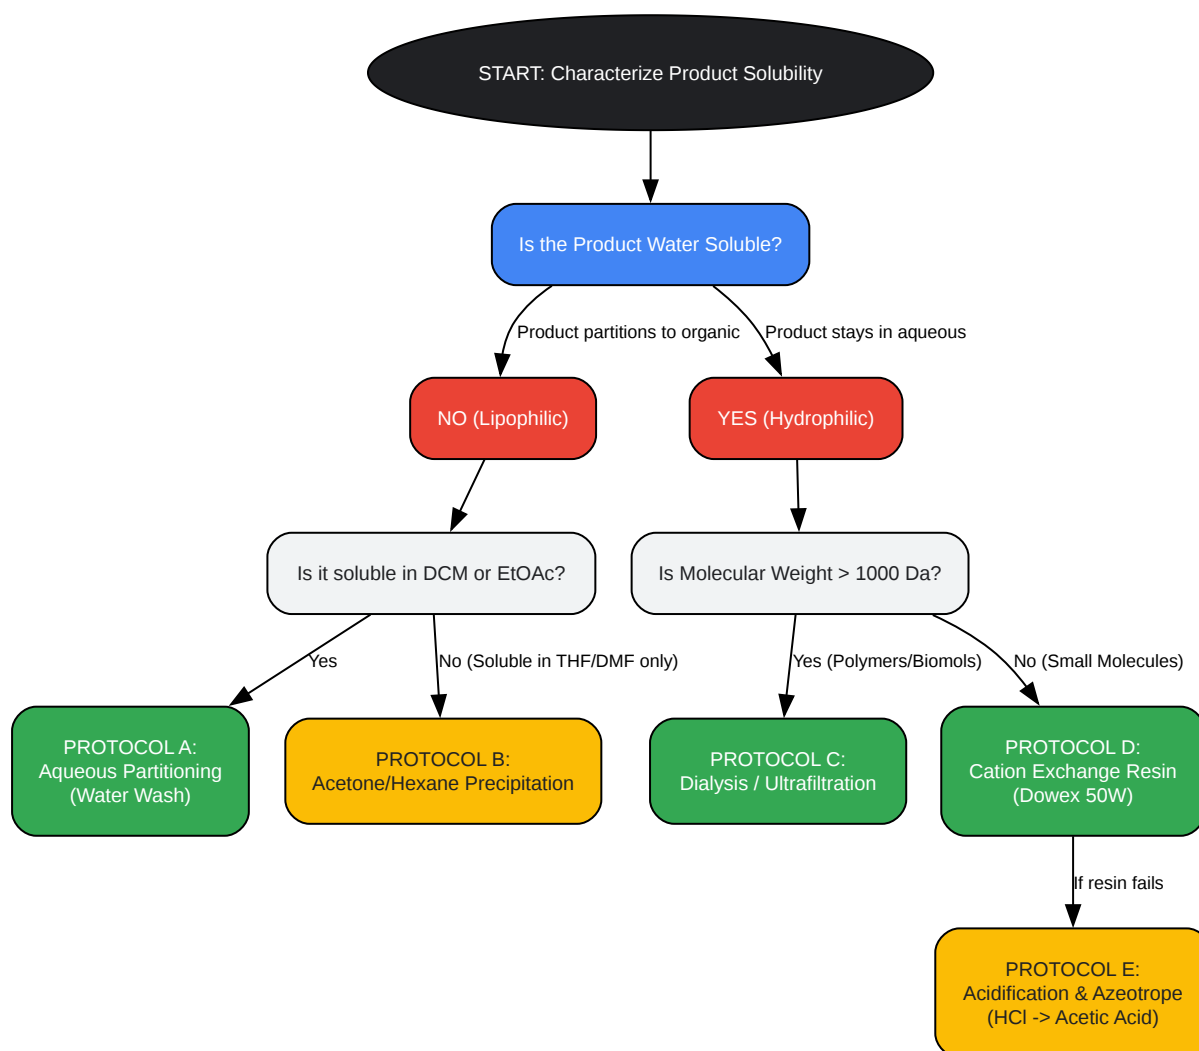 START: Characterize Product Solubility
Is the Product Water Soluble?
Product partitions to organic
Product stays in aqueous
NO (Lipophilic)
YES (Hydrophilic)
Is it soluble in DCM or EtOAc?
Is Molecular Weight > 1000 Da?
Yes
No (Soluble in THF/DMF only)
Yes (Polymers/Biomols)
No (Small Molecules)
PROTOCOL A:
Aqueous Partitioning
(Water Wash)
PROTOCOL B:
Acetone/Hexane Precipitation
PROTOCOL C:
Dialysis / Ultrafiltration
PROTOCOL D:
Cation Exchange Resin
(Dowex 50W)
If resin fails
PROTOCOL E:
Acidification & Azeotrope
(HCl -> Acetic Acid)